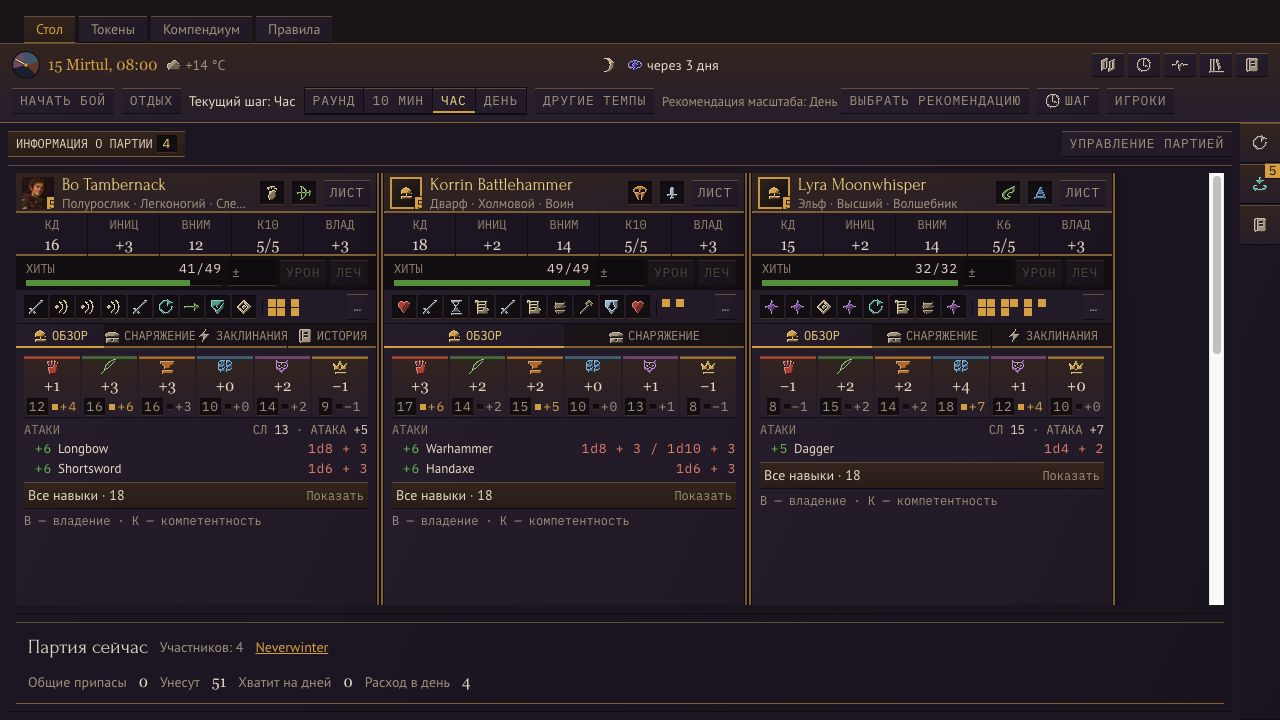 Стол Токены Компендиум Правила
15 Mirtul, 08:00 +14 °C через 3 дня
НАЧАТЬ БОЙ ОТДЫХ Текущий шаг: Час РАУНД 10 МИН ЧАС ДЕНЬ ДРУГИЕ ТЕМПЫ Рекомендация масштаба: День ВЫБРАТЬ РЕКОМЕНДАЦИЮ ШАГ ИГРОКИ
ИНФОРМАЦИЯ О ПАРТИИ 4 УПРАВЛЕНИЕ ПАРТИЕЙ
5
Bo Tambernack
Полурослик · Легконогий · Сле...
ЛИСТ
КД ИНИЦ ВНИМ К10 ВЛАД
16 +3 12 5/5 +3
ХИТЫ 41/49 ± УРОН ЛЕЧ
...
ОБЗОР СНАРЯЖЕНИЕ ЗАКЛИНАНИЯ ИСТОРИЯ
+1 +3 +3 +0 +2 −1
12 +4 16 +6 16 +3 10 +0 14 +2 9 −1
АТАКИ СЛ 13 · АТАКА +5
+6 Longbow 1d8 + 3
+6 Shortsword 1d6 + 3
Все навыки · 18 Показать
В — владение · К — компетентность
Korrin Battlehammer
Дварф · Холмовой · Воин
ЛИСТ
КД ИНИЦ ВНИМ К10 ВЛАД
18 +2 14 5/5 +3
ХИТЫ 49/49 ± УРОН ЛЕЧ
...
ОБЗОР СНАРЯЖЕНИЕ
+3 +2 +2 +0 +1 −1
17 +6 14 +2 15 +5 10 +0 13 +1 8 −1
АТАКИ
+6 Warhammer 1d8 + 3 / 1d10 + 3
+6 Handaxe 1d6 + 3
Все навыки · 18 Показать
В — владение · К — компетентность
Lyra Moonwhisper
Эльф · Высший · Волшебник
ЛИСТ
КД ИНИЦ ВНИМ К6 ВЛАД
15 +2 14 5/5 +3
ХИТЫ 32/32 ± УРОН ЛЕЧ
...
ОБЗОР СНАРЯЖЕНИЕ ЗАКЛИНАНИЯ
−1 +2 +2 +4 +1 +0
8 −1 15 +2 14 +2 18 +7 12 +4 10 +0
АТАКИ СЛ 15 · АТАКА +7
+5 Dagger 1d4 + 2
Все навыки · 18 Показать
В — владение · К — компетентность
Партия сейчас Участников: 4 Neverwinter
Общие припасы 0 Унесут 51 Хватит на дней 0 Расход в день 4